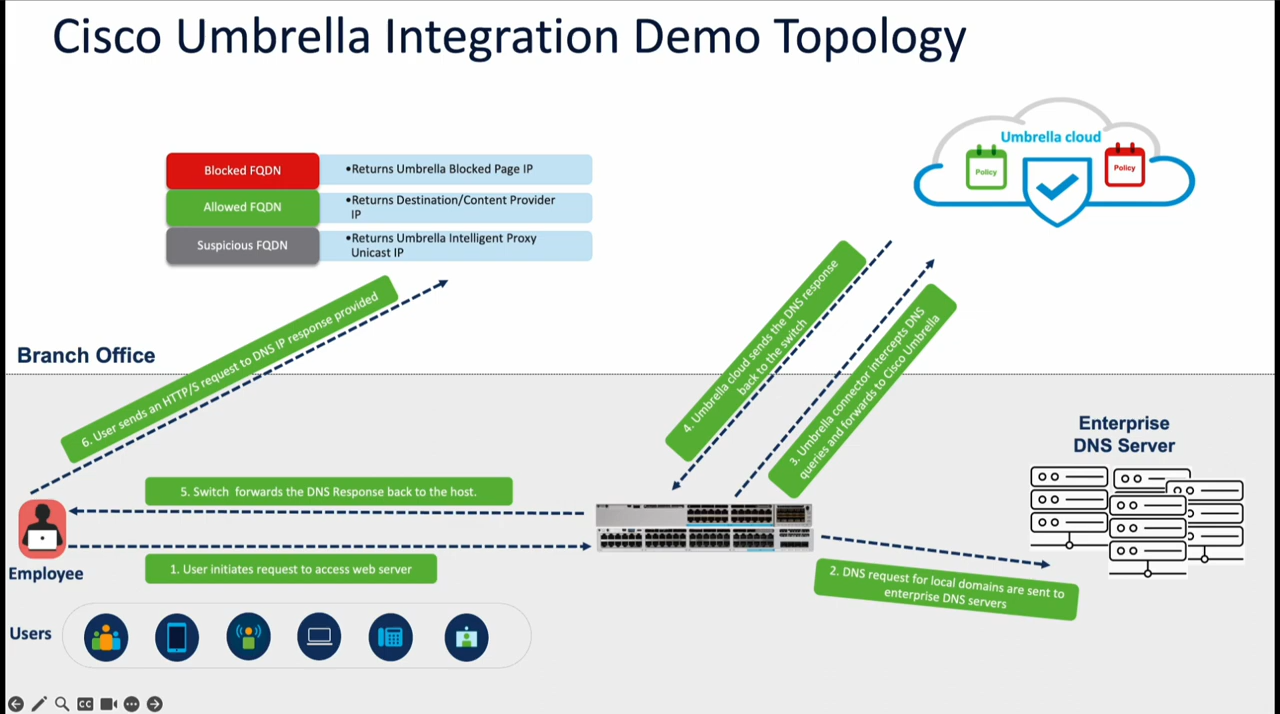 Cisco Umbrella Integration Demo Topology
Umbrella cloud
Policy
Policy
Blocked FQDN
•Returns Umbrella Blocked Page IP
Allowed FQDN
•Returns Destination/Content Provider
IP
Suspicious FQDN
•Returns Umbrella Intelligent Proxy
Unicast IP
6. User sends an HTTP/S request to DNS IP response provided
4. Umbrella cloud sends the DNS response
back to the switch
3. Umbrella connector intercepts DNS
queries and forwards to Cisco Umbrella
Branch Office
Enterprise
DNS Server
5. Switch  forwards the DNS Response back to the host.
Employee
1. User initiates request to access web server
2. DNS request for local domains are sent to
enterprise DNS servers
Users
CC